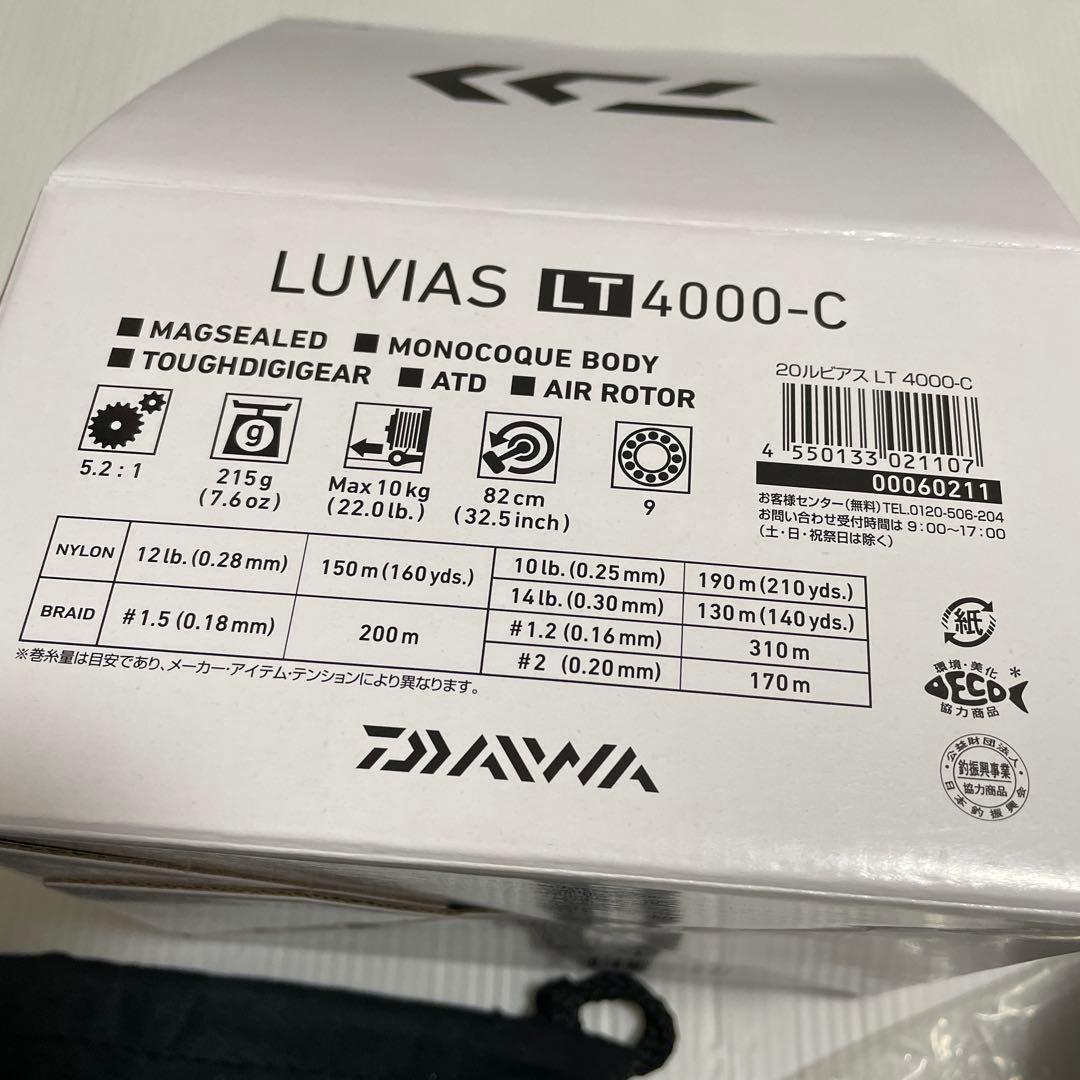 LUVIAS LT 4000-C
■ MAGSEALED ■ MONOCOQUE BODY
■ TOUGHDIGIGEAR ■ ATD ■ AIR ROTOR
5.2 : 1
g
215g
(7.6 oz)
Max 10 kg
(22.0 lb.)
82 cm
(32.5 inch)
9
20ルビアス LT 4000-C
4 550133 021107
00060211
お客様センター(無料)TEL.0120-506-204
お問い合わせ受付時間は 9:00〜17:00
(土・日・祝祭日は除く)
NYLON 12 lb. (0.28 mm) 150 m (160 yds.) 10 lb. (0.25 mm) 190 m (210 yds.)
14 lb. (0.30 mm) 130 m (140 yds.)
BRAID #1.5 (0.18 mm) 200 m #1.2 (0.16 mm) 310 m
#2 (0.20 mm) 170 m
※巻糸量は目安であり、メーカー・アイテム・テンションにより異なります。
DAIWA
紙
環境・美化
DECO*
協力商品
・公益財団法人・
釣振興事業
協力商品
日本釣振興会